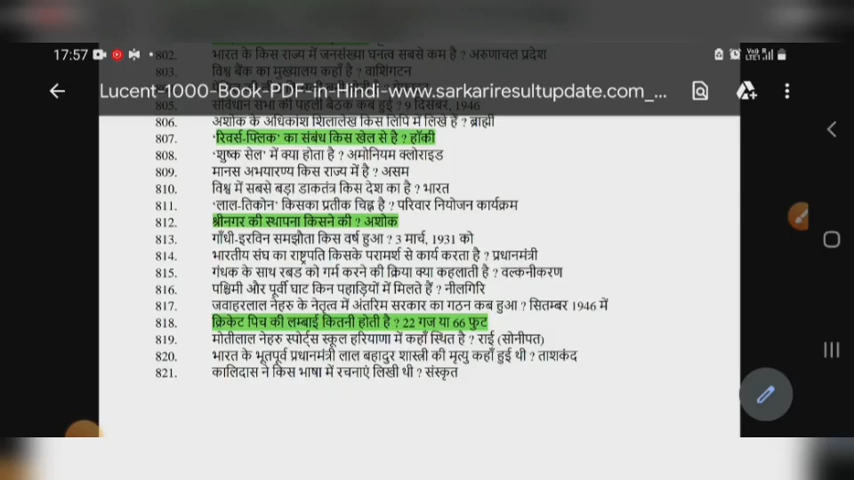 17:57
802. भारत के किस राज्य में जनसंख्या घनत्व सबसे कम है ? अरुणाचल प्रदेश
803. विश्व बैंक का मुख्यालय कहाँ है ? वाशिंगटन
Lucent-1000-Book-PDF-in-Hindi-www.sarkariresultupdate.com_...
805. संविधान सभा की पहली बैठक कब हुई ? 9 दिसंबर, 1946
806. अशोक के अधिकांश शिलालेख किस लिपि में लिखे हैं ? ब्राह्मी
807. 'रिवर्स-फ्लिक' का संबंध किस खेल से है ? हॉकी
808. 'शुष्क सेल' में क्या होता है ? अमोनियम क्लोराइड
809. मानस अभयारण्य किस राज्य में है ? असम
810. विश्व में सबसे बड़ा डाकतंत्र किस देश का है ? भारत
811. 'लाल-तिकोन' किसका प्रतीक चिह्न है ? परिवार नियोजन कार्यक्रम
812. श्रीनगर की स्थापना किसने की ? अशोक
813. गाँधी-इरविन समझौता किस वर्ष हुआ ? 3 मार्च, 1931 को
814. भारतीय संघ का राष्ट्रपति किसके परामर्श से कार्य करता है ? प्रधानमंत्री
815. गंधक के साथ रबड को गर्म करने की क्रिया क्या कहलाती है ? वल्कनीकरण
816. पश्चिमी और पूर्वी घाट किन पहाड़ियों में मिलते हैं ? नीलगिरि
817. जवाहरलाल नेहरु के नेतृत्व में अंतरिम सरकार का गठन कब हुआ ? सितम्बर 1946 में
818. क्रिकेट पिच की लम्बाई कितनी होती है ? 22 गज या 66 फुट
819. मोतीलाल नेहरु स्पोर्ट्स स्कूल हरियाणा में कहाँ स्थित है ? राई (सोनीपत)
820. भारत के भूतपूर्व प्रधानमंत्री लाल बहादुर शास्त्री की मृत्यु कहाँ हुई थी ? ताशकंद
821. कालिदास ने किस भाषा में रचनाएं लिखी थी ? संस्कृत